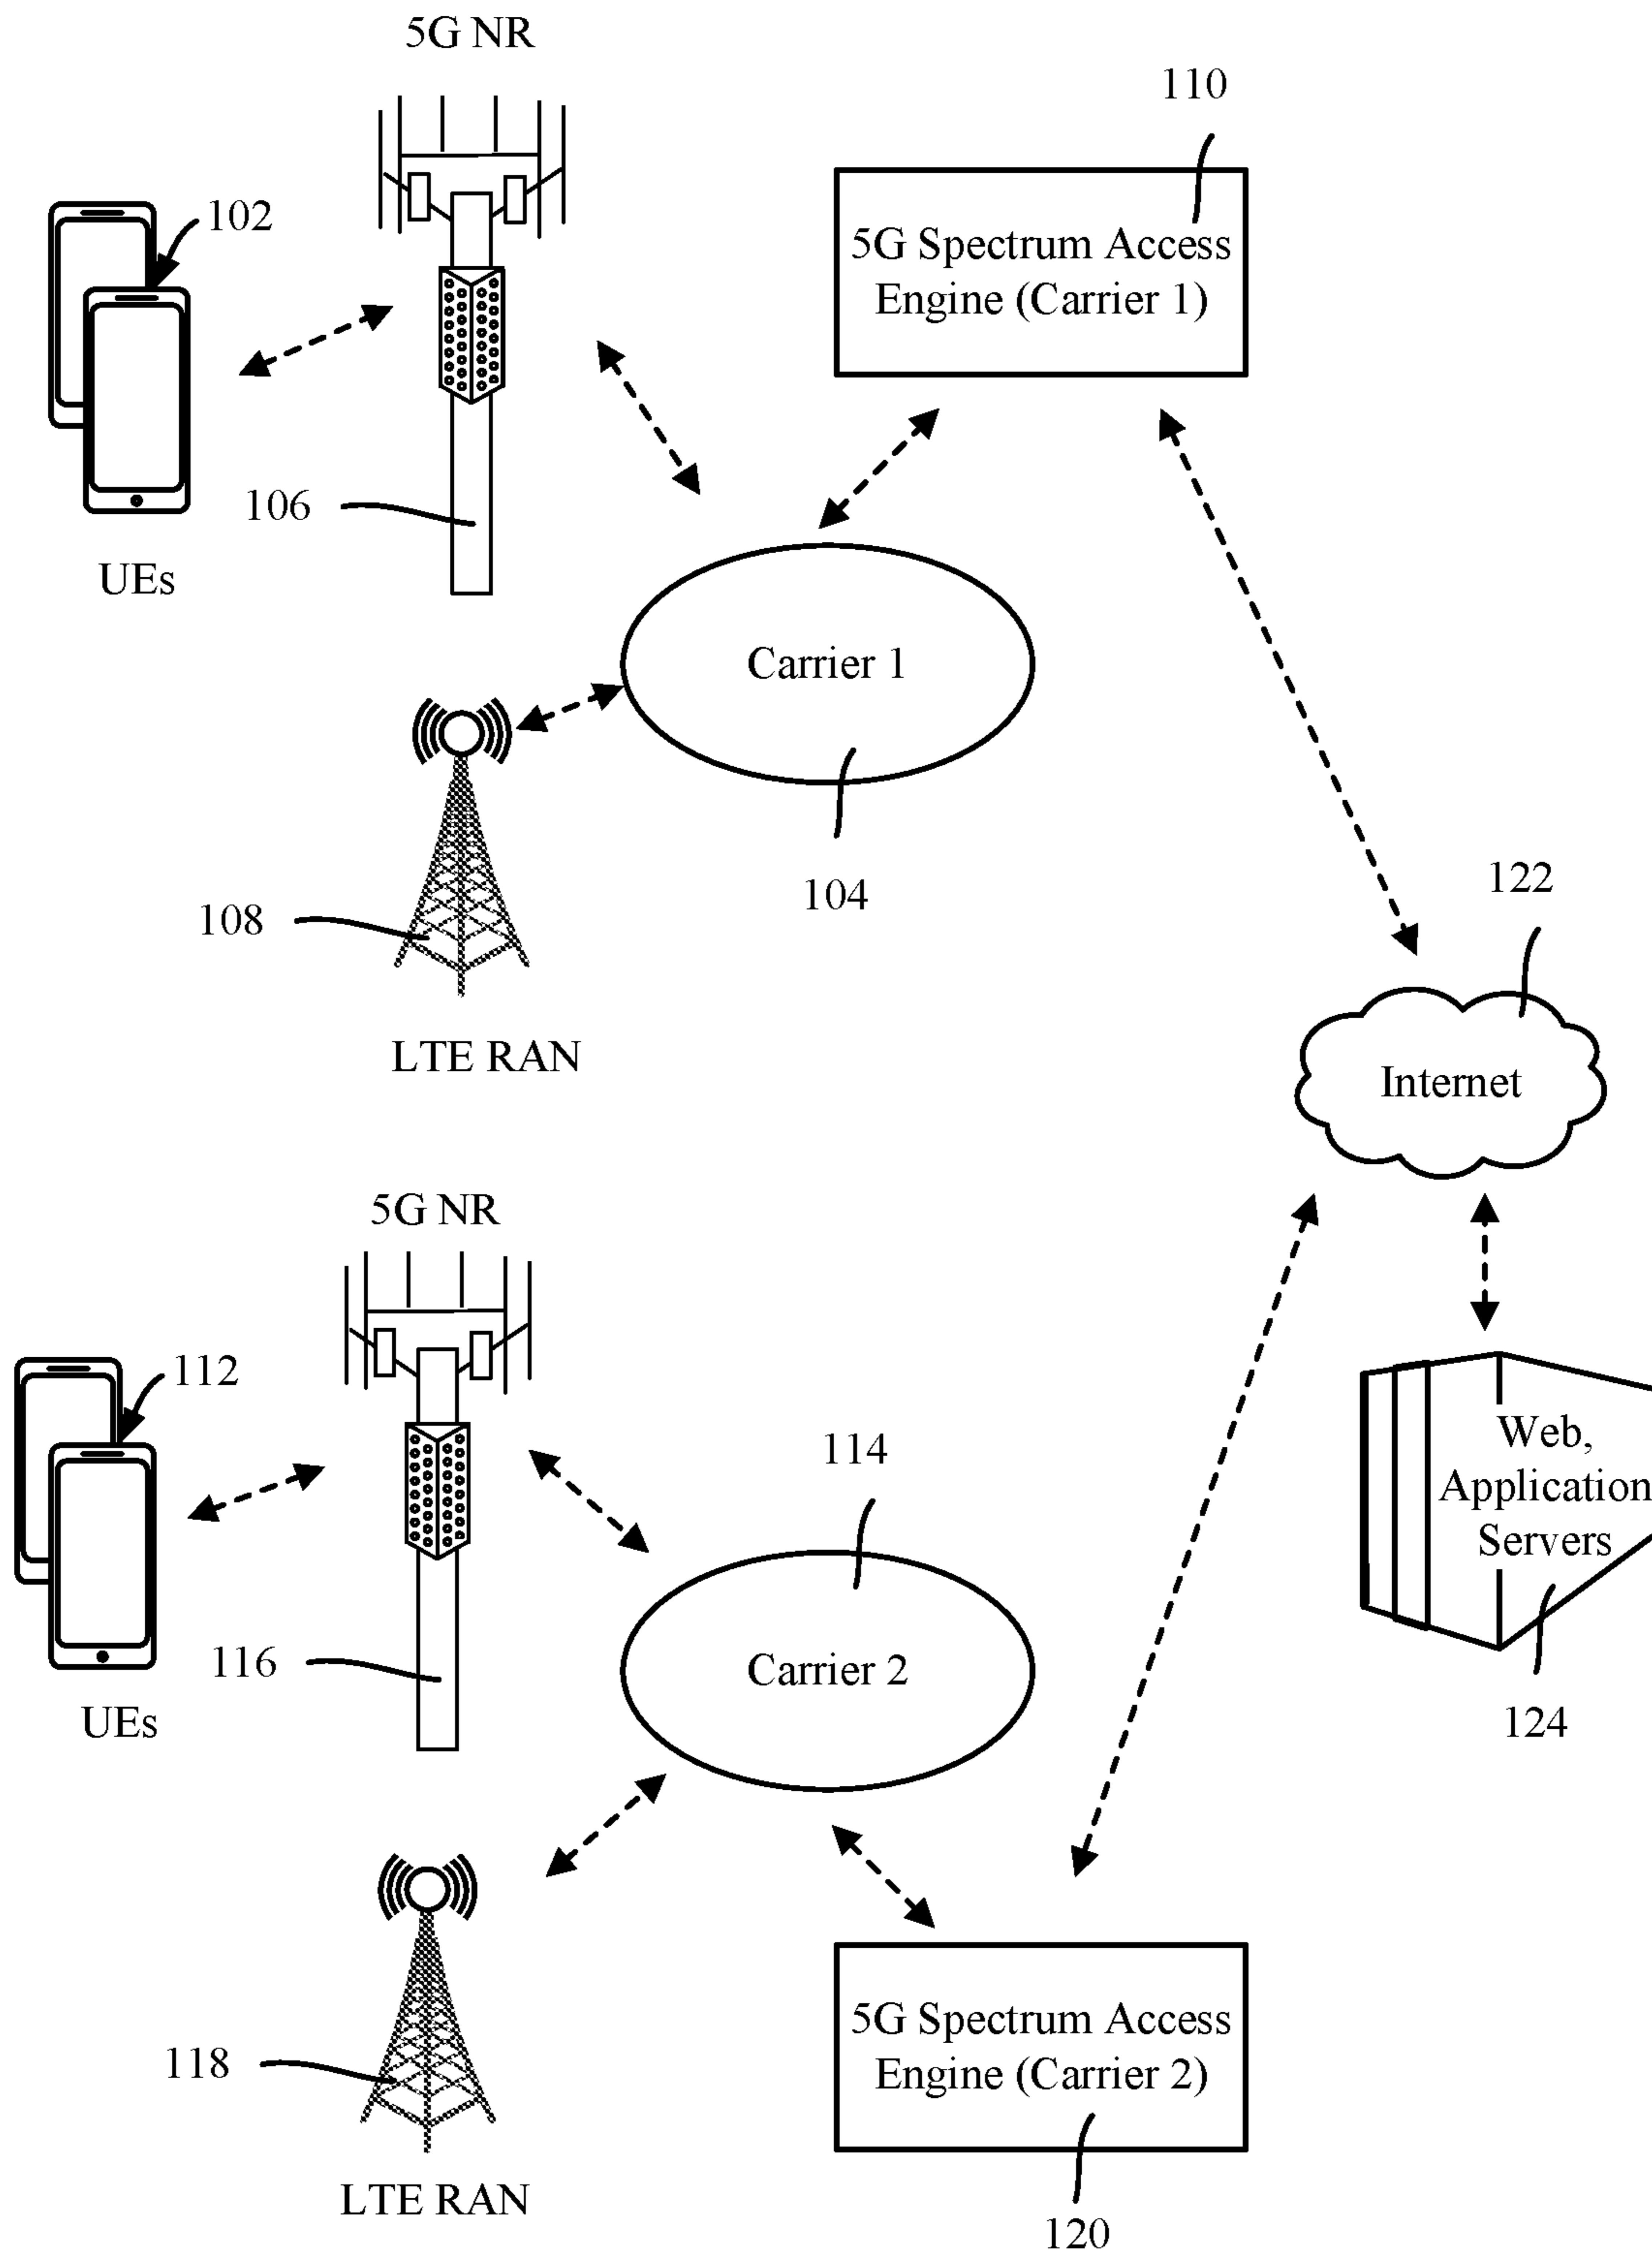 5G NR
110
102
5G Spectrum Access
Engine (Carrier 1)
106
UEs
Carrier 1
104
108
122
LTE RAN
Internet
5G NR
112
114
Web,
Application
Servers
116
Carrier 2
UEs
124
118
5G Spectrum Access
Engine (Carrier 2)
LTE RAN
120